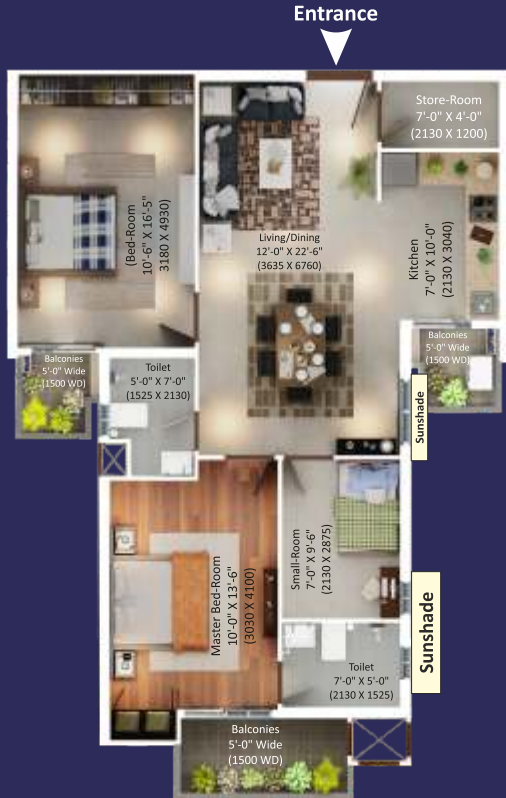 Entrance
Store-Room
7'-0" X 4'-0"
(2130 X 1200)
(Bed-Room
10'-6" X 16'-5"
3180 X 4930)
Living/Dining
12'-0" X 22'-6"
(3635 X 6760)
Kitchen
7'-0" X 10'-0"
(2130 X 3040)
Balconies
5'-0" Wide
(1500 WD)
Toilet
5'-0" X 7'-0"
(1525 X 2130)
Balconies
5'-0" Wide
(1500 WD)
Sunshade
Master Bed-Room
10'-0" X 13'-6"
(3030 X 4100)
Small-Room
7'-0" X 9'-6"
(2130 X 2875)
Sunshade
Toilet
7'-0" X 5'-0"
(2130 X 1525)
Balconies
5'-0" Wide
(1500 WD)